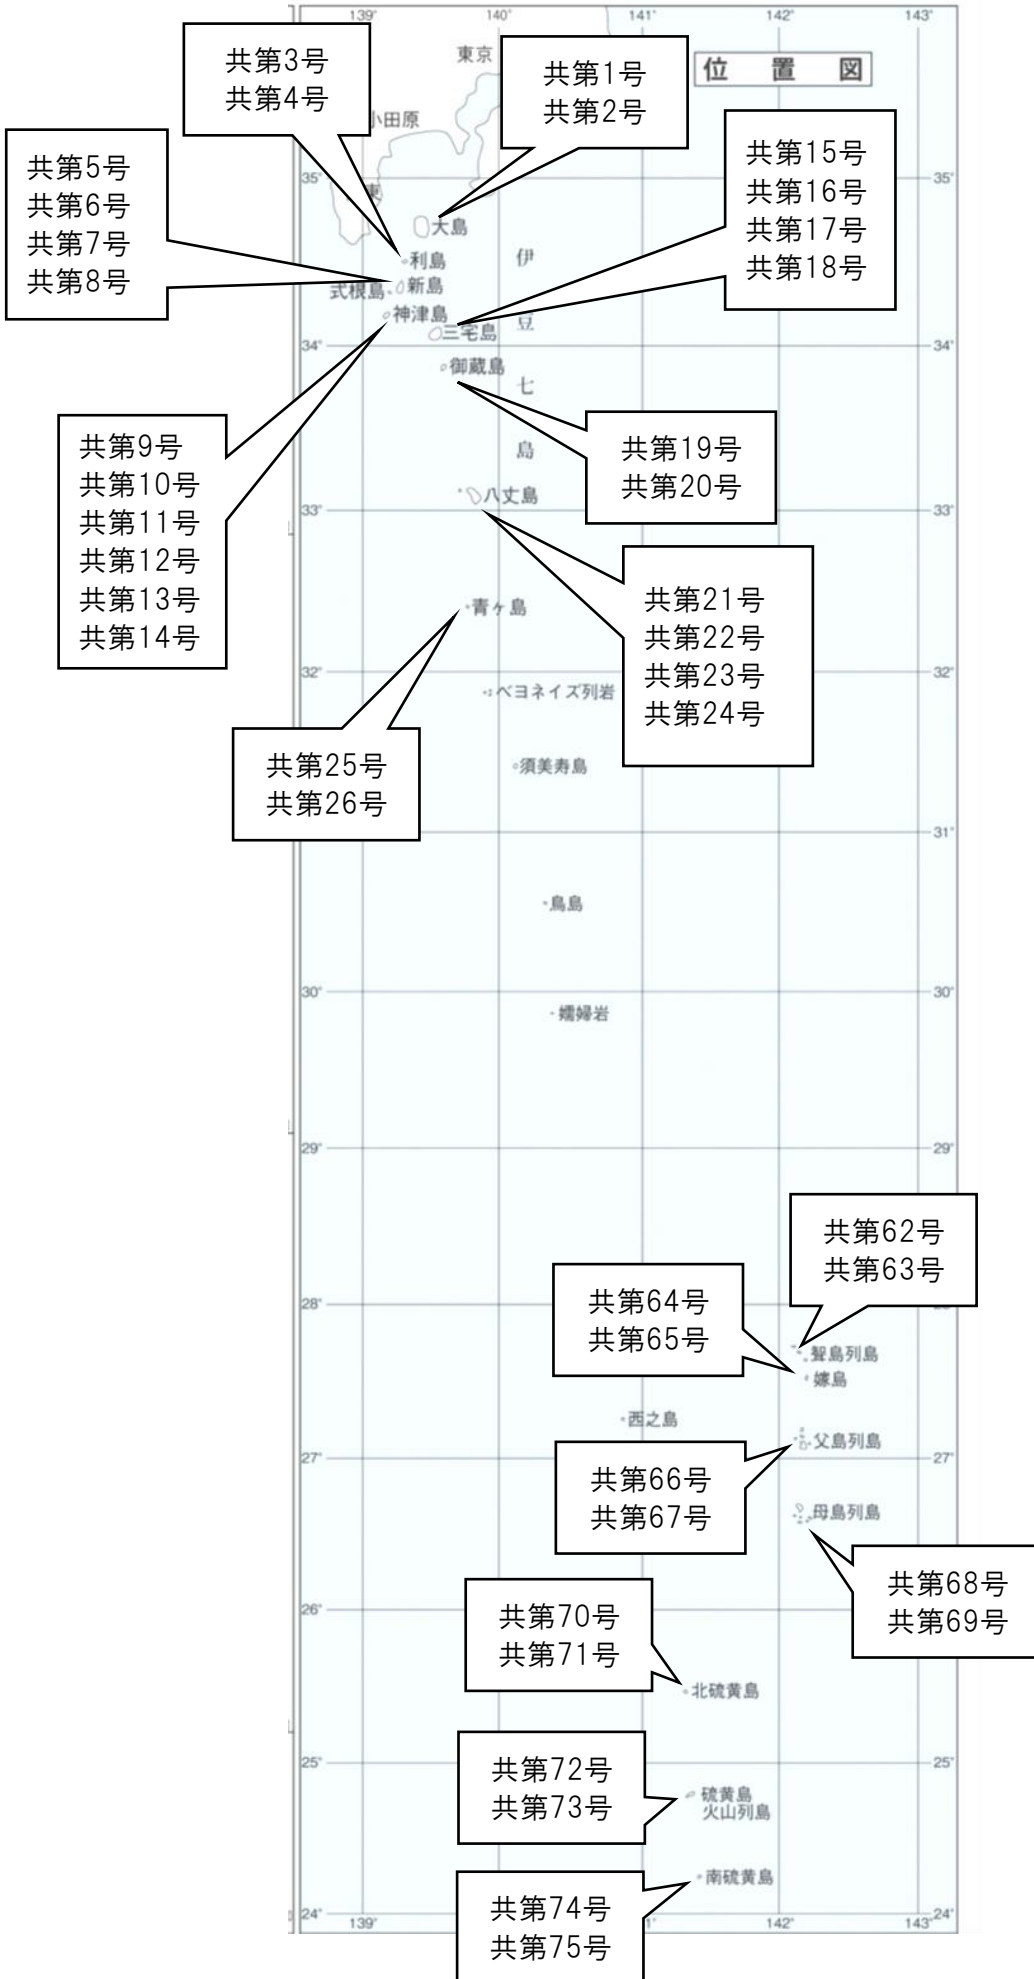 139°
140°
141°
142°
143°
位置図
東京
小田原
共第3号
共第4号
共第1号
共第2号
共第5号
共第6号
共第7号
共第8号
共第15号
共第16号
共第17号
共第18号
35°
35°
大島
利島
新島
式根島
神津島
三宅島
御蔵島
伊豆七島
34°
34°
共第9号
共第10号
共第11号
共第12号
共第13号
共第14号
共第19号
共第20号
八丈島
33°
33°
共第21号
共第22号
共第23号
共第24号
青ヶ島
32°
32°
ベヨネイズ列岩
共第25号
共第26号
須美寿島
31°
鳥島
30°
30°
孀婦岩
29°
29°
共第62号
共第63号
共第64号
共第65号
28°
聟島列島
嫁島
西之島
父島列島
27°
27°
共第66号
共第67号
母島列島
共第68号
共第69号
26°
共第70号
共第71号
北硫黄島
25°
25°
共第72号
共第73号
硫黄島
火山列島
南硫黄島
共第74号
共第75号
24°
24°
139°
142°
143°